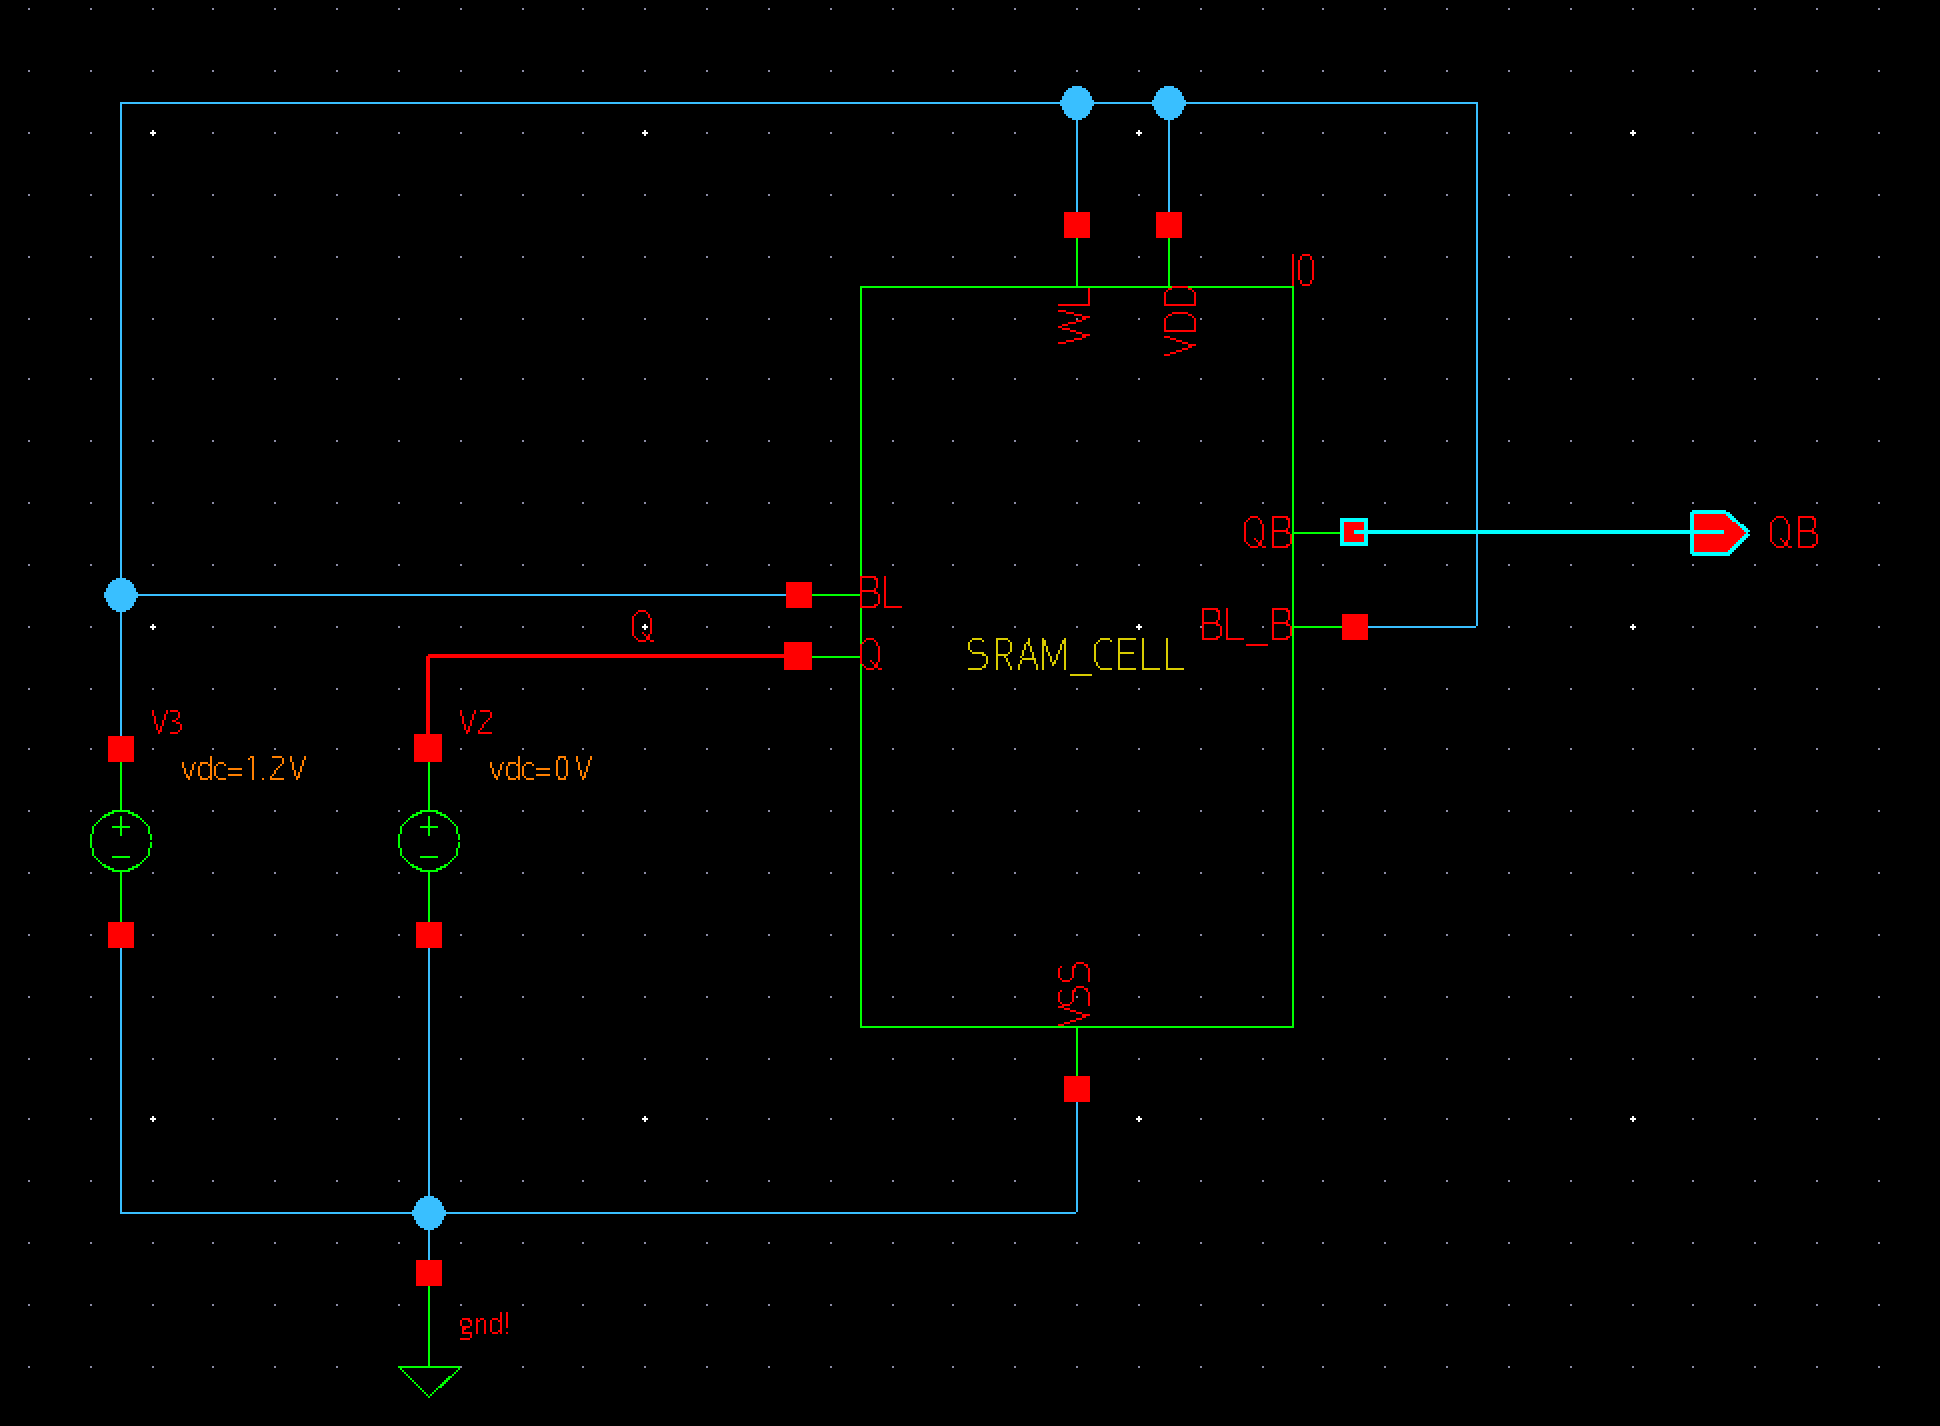 I0
WL
VDD
QB
QB
BL
Q
BL_B
Q
SRAM_CELL
V3
V2
vdc=1.2V
vdc=0V
VSS
gnd!